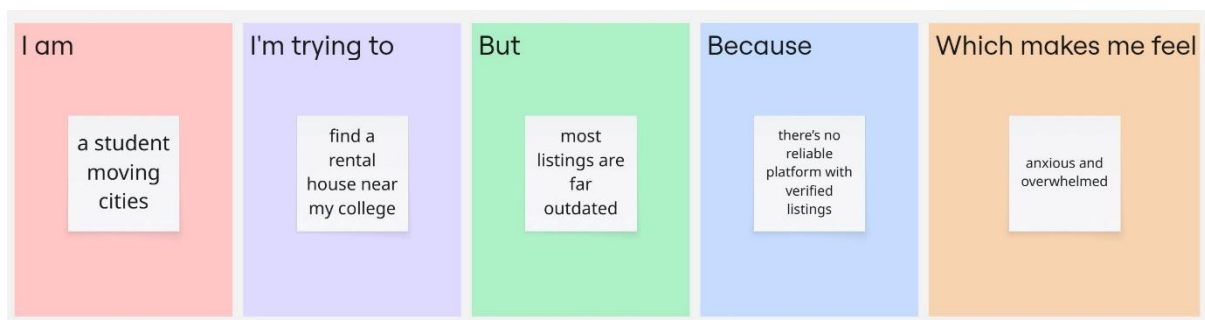 I am
a student
moving
cities
I'm trying to
find a
rental
house near
my college
But
most
listings are
far
outdated
Because
there's no
reliable
platform with
verified
listings
Which makes me feel
anxious and
overwhelmed